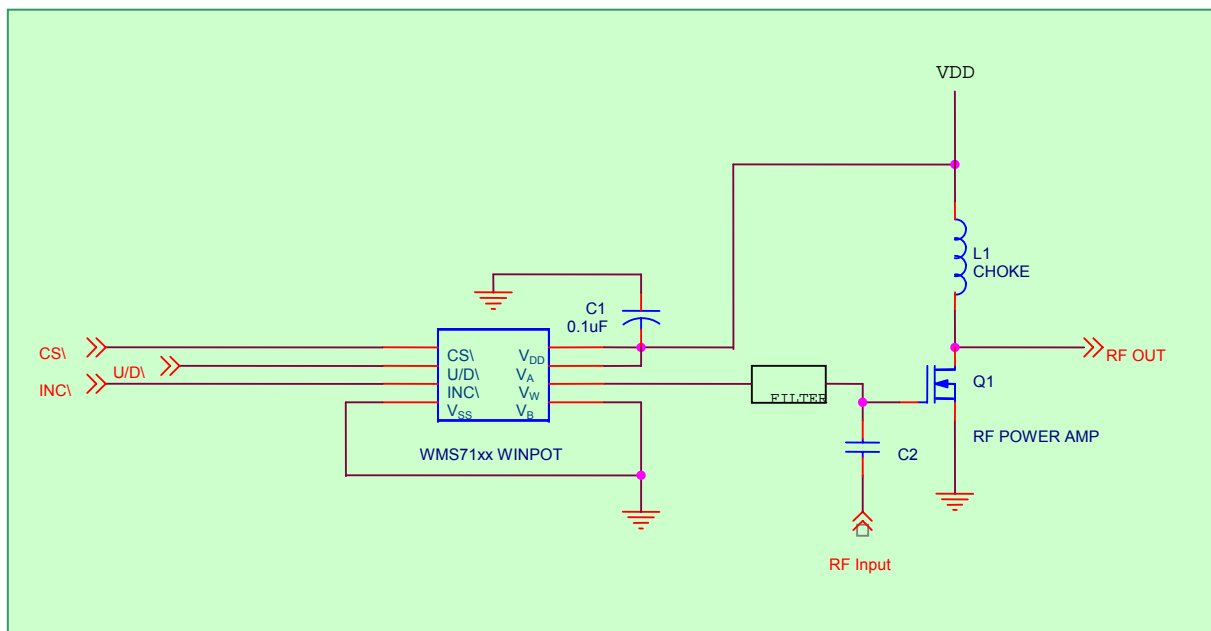 VDD
L1
CHOKE
C1
0.1uF
CS\
U/D\
INC\
CS\
U/D\
INC\
VSS
VDD
VA
VW
VB
FILTER
Q1
RF OUT
RF POWER AMP
WMS71xx WINPOT
C2
RF Input